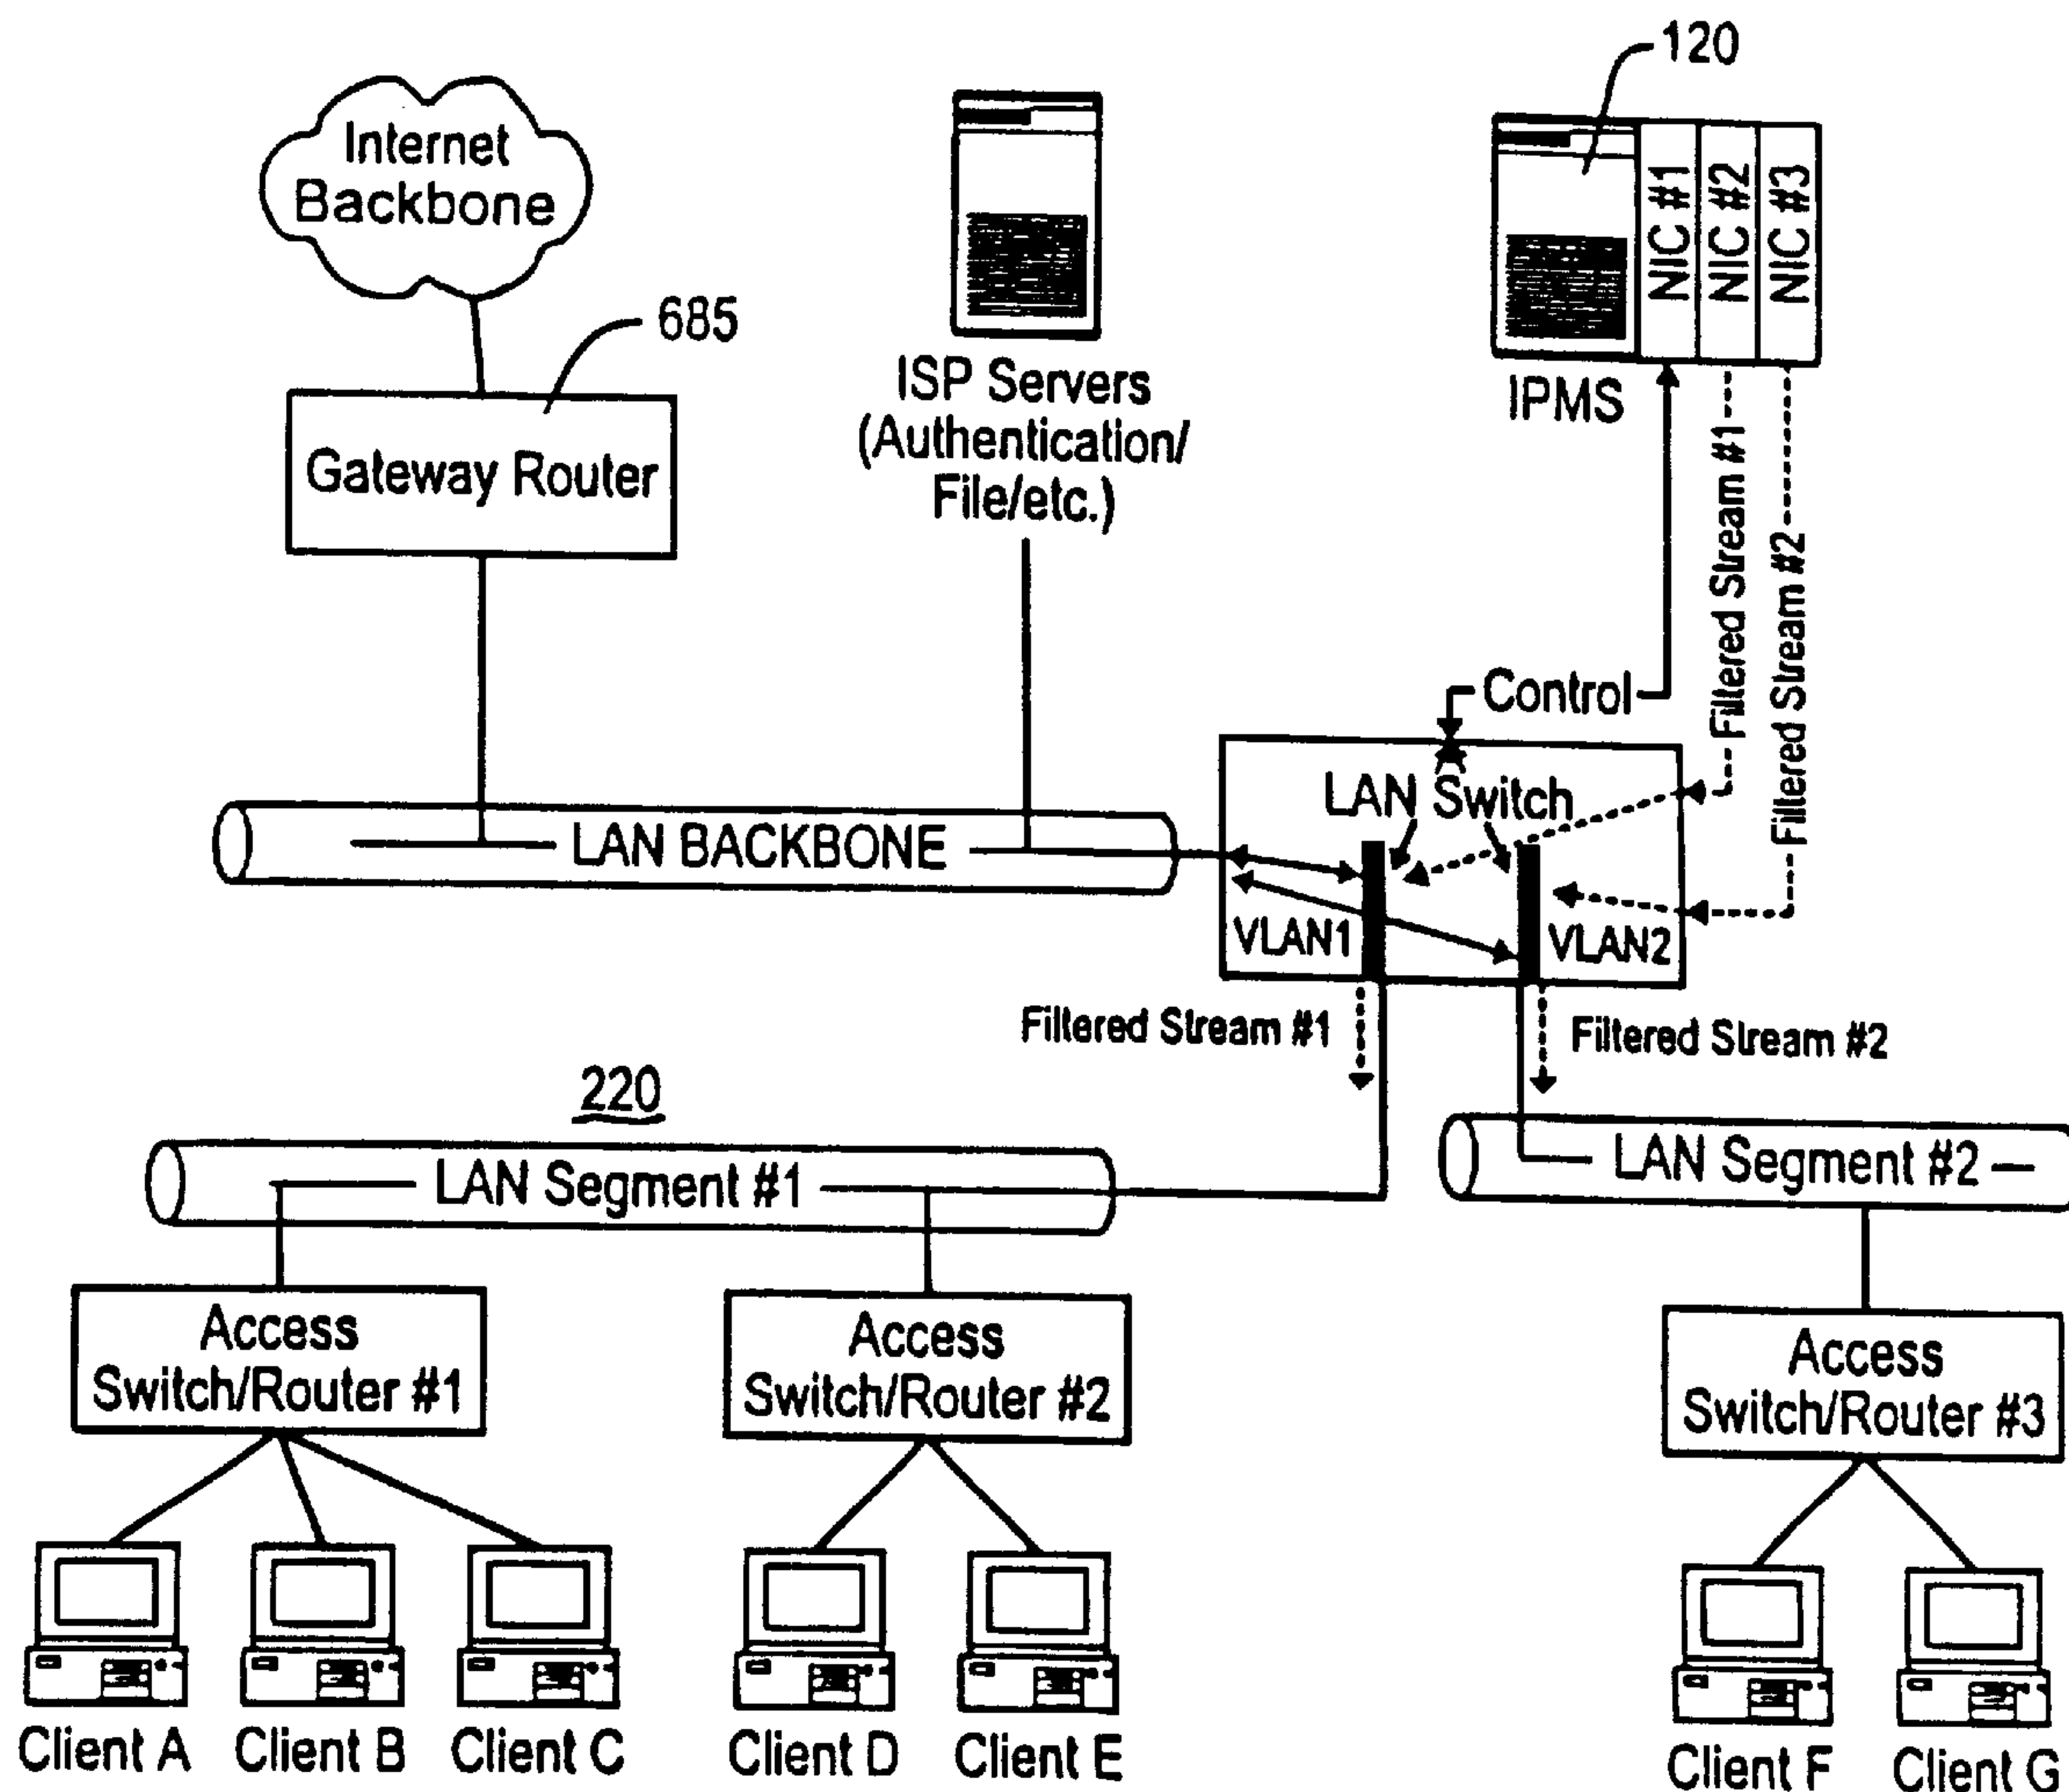 120
Internet
Backbone
NIC #1
NIC #2
NIC #3
685
ISP Servers
(Authentication/
File/etc.)
IPMS
Gateway Router
Filtered Stream #1
Filtered Stream #2
Control
LAN Switch
LAN BACKBONE
VLAN1
VLAN2
Filtered Stream #1
Filtered Stream #2
220
LAN Segment #1
LAN Segment #2
Access
Switch/Router #1
Access
Switch/Router #2
Access
Switch/Router #3
Client A
Client B
Client C
Client D
Client E
Client F
Client G